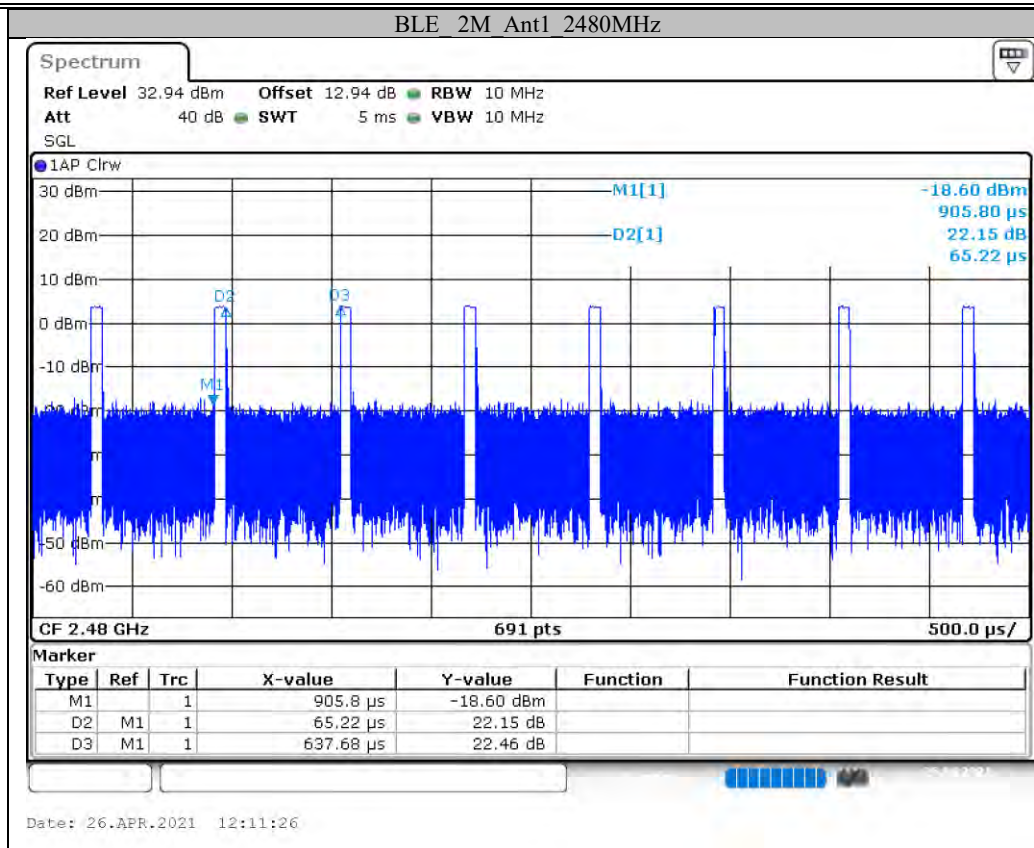 BLE_ 2M_Ant1_2480MHz
Spectrum
Ref Level 32.94 dBm Offset 12.94 dB RBW 10 MHz
Att 40 dB SWT 5 ms VBW 10 MHz
SGL
1AP Clrw
30 dBm
M1[1] -18.60 dBm
905.80 µs
20 dBm
D2[1] 22.15 dB
65.22 µs
10 dBm
D2 D3
0 dBm
-10 dBm
M1
-50 dBm
-60 dBm
CF 2.48 GHz 691 pts 500.0 µs/
Marker
Type Ref Trc X-value Y-value Function Function Result
M1 1 905.8 µs -18.60 dBm
D2 M1 1 65.22 µs 22.15 dB
D3 M1 1 637.68 µs 22.46 dB
Date: 26.APR.2021 12:11:26